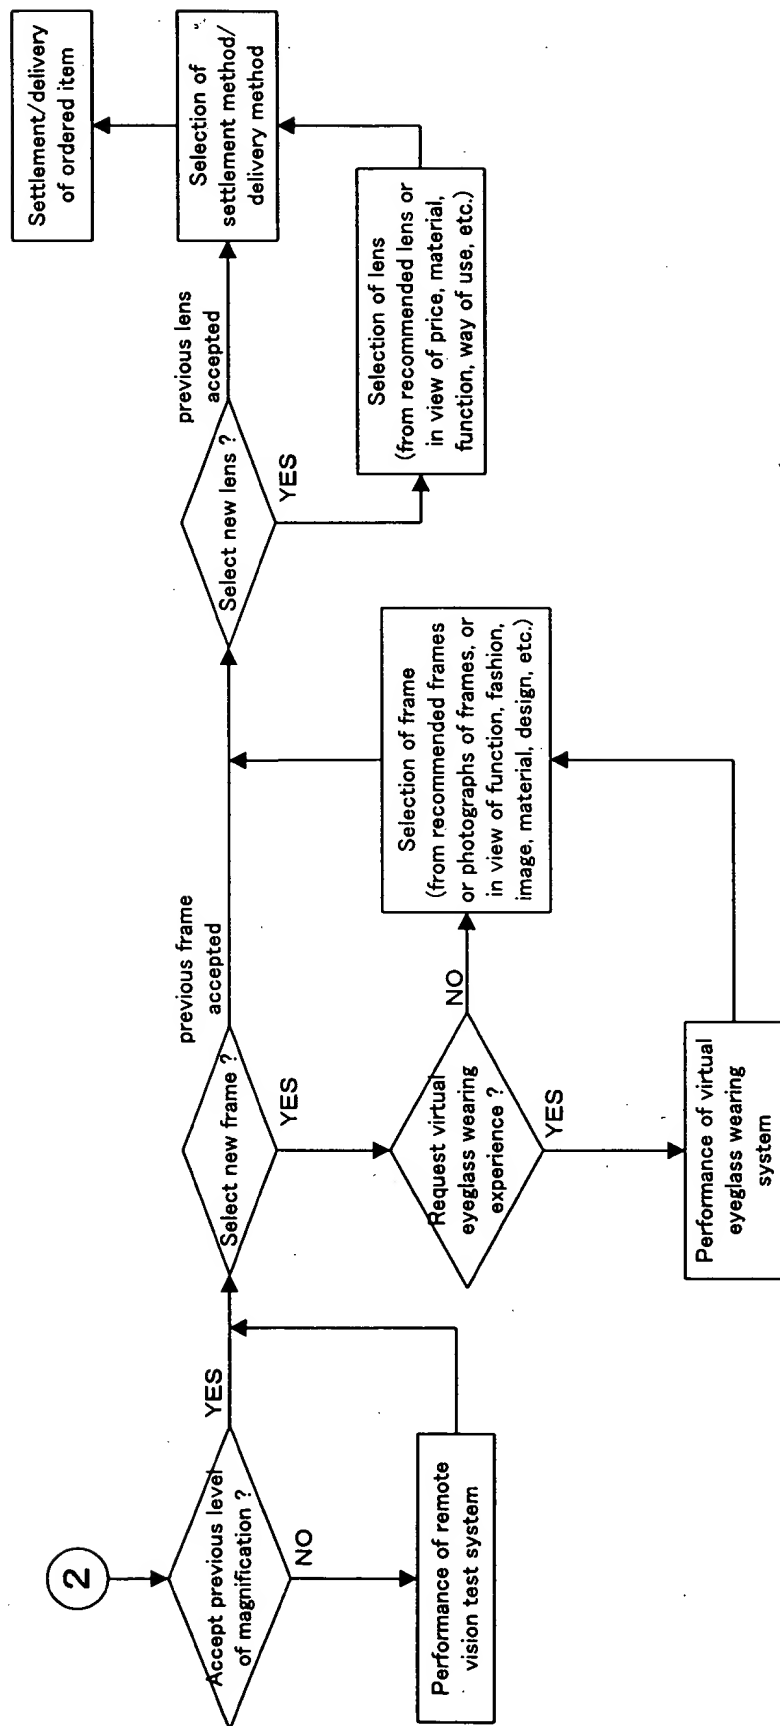 2
Accept previous level
of magnification ?
YES
NO
Performance of remote
vision test system
Select new frame ?
previous frame
accepted
YES
Request virtual
eyeglass wearing
experience ?
NO
YES
Performance of virtual
eyeglass wearing
system
Selection of frame
(from recommended frames
or photographs of frames, or
in view of function, fashion,
image, material, design, etc.)
Select new lens ?
previous lens
accepted
YES
Selection of lens
(from recommended lens or
in view of price, material,
function, way of use, etc.)
Selection of
settlement method/
delivery method
Settlement/delivery
of ordered item